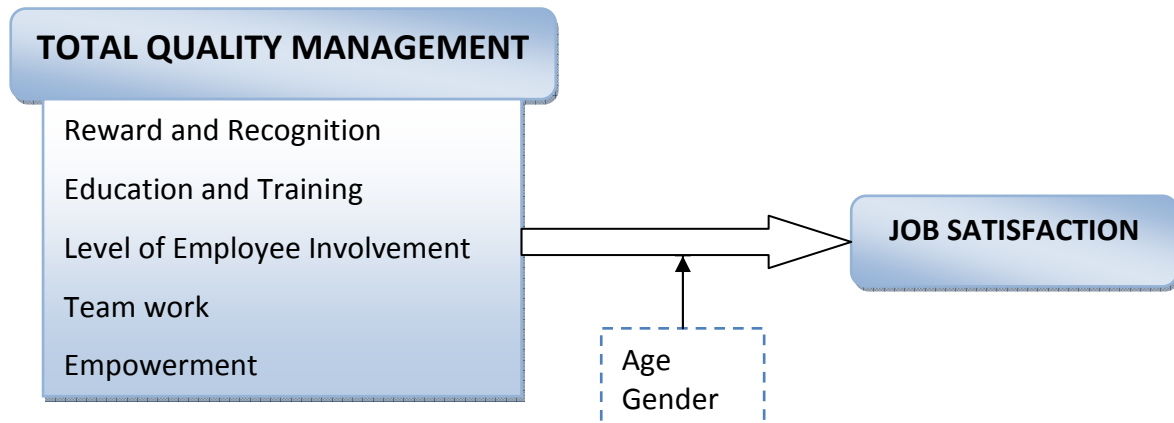 TOTAL QUALITY MANAGEMENT
Reward and Recognition
Education and Training
Level of Employee Involvement
Team work
Empowerment
JOB SATISFACTION
Age
Gender